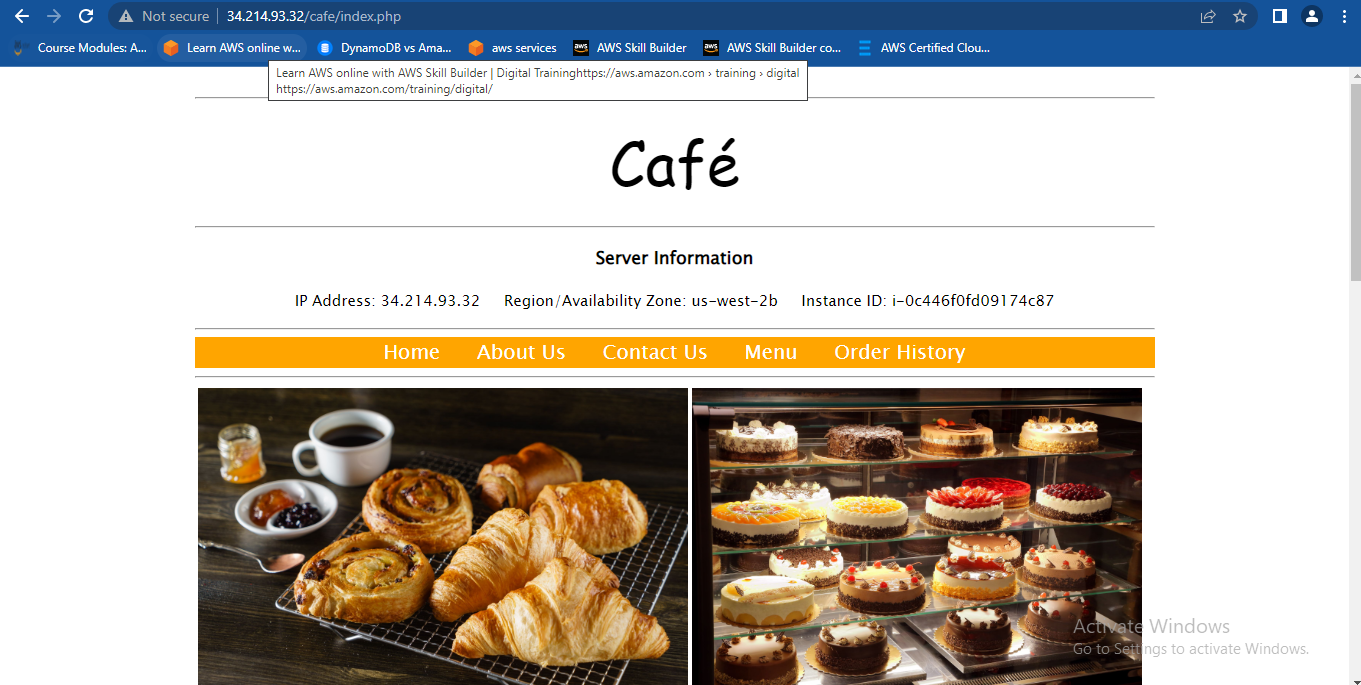 Not secure 34.214.93.32/cafe/index.php
Course Modules: A... Learn AWS online w... DynamoDB vs Ama... aws services aws AWS Skill Builder aws AWS Skill Builder co... AWS Certified Clou...
Learn AWS online with AWS Skill Builder | Digital Traininghttps://aws.amazon.com › training › digital
https://aws.amazon.com/training/digital/
Café
Server Information
IP Address: 34.214.93.32 Region/Availability Zone: us-west-2b Instance ID: i-0c446f0fd09174c87
Home About Us Contact Us Menu Order History
Activate Windows
Go to Settings to activate Windows.